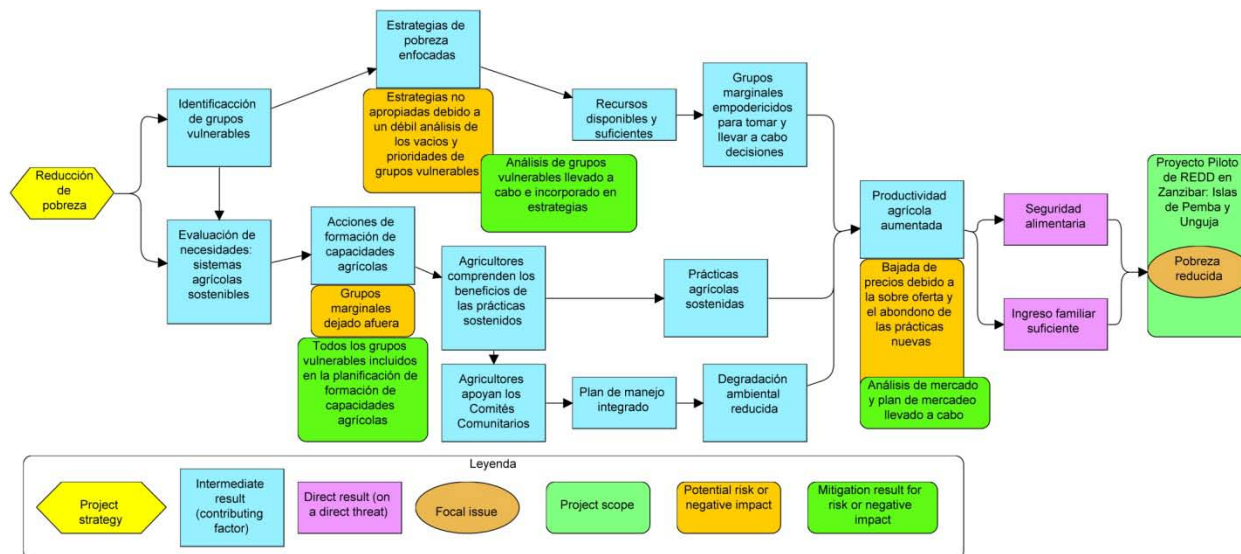 Reducción
de
pobreza
Identificacción
de grupos
vulnerables
Evaluación de
necesidades:
sistemas
agrícolas
sostenibles
Estrategias de
pobreza
enfocadas
Estrategias no
apropiadas debido a
un débil análisis de
los vacios y
prioridades de
grupos vulnerables
Análisis de grupos
vulnerables llevado a
cabo e incorporado en
estrategias
Recursos
disponibles y
suficientes
Grupos
marginales
empodericidos
para tomar y
llevar a cabo
decisiones
Acciones de
formación de
capacidades
agrícolas
Grupos
marginales
dejado afuera
Todos los grupos
vulnerables incluidos
en la planificación de
formación de
capacidades
agrícolas
Agricultores
comprenden los
beneficios de
las prácticas
sostenidos
Agricultores
apoyan los
Comités
Comunitarios
Prácticas
agrícolas
sostenidas
Plan de manejo
integrado
Degradación
ambiental
reducida
Productividad
agrícola
aumentada
Bajada de
precios debido a
la sobre oferta y
el abondono de
las prácticas
nuevas
Análisis de mercado
y plan de mercadeo
llevado a cabo
Seguridad
alimentaria
Ingreso familiar
suficiente
Proyecto Piloto
de REDD en
Zanzibar: Islas
de Pemba y
Unguja
Pobreza
reducida
Leyenda
Project
strategy
Intermediate
result
(contributing
factor)
Direct result (on
a direct threat)
Focal issue
Project scope
Potential risk or
negative impact
Mitigation result for
risk or negative
impact